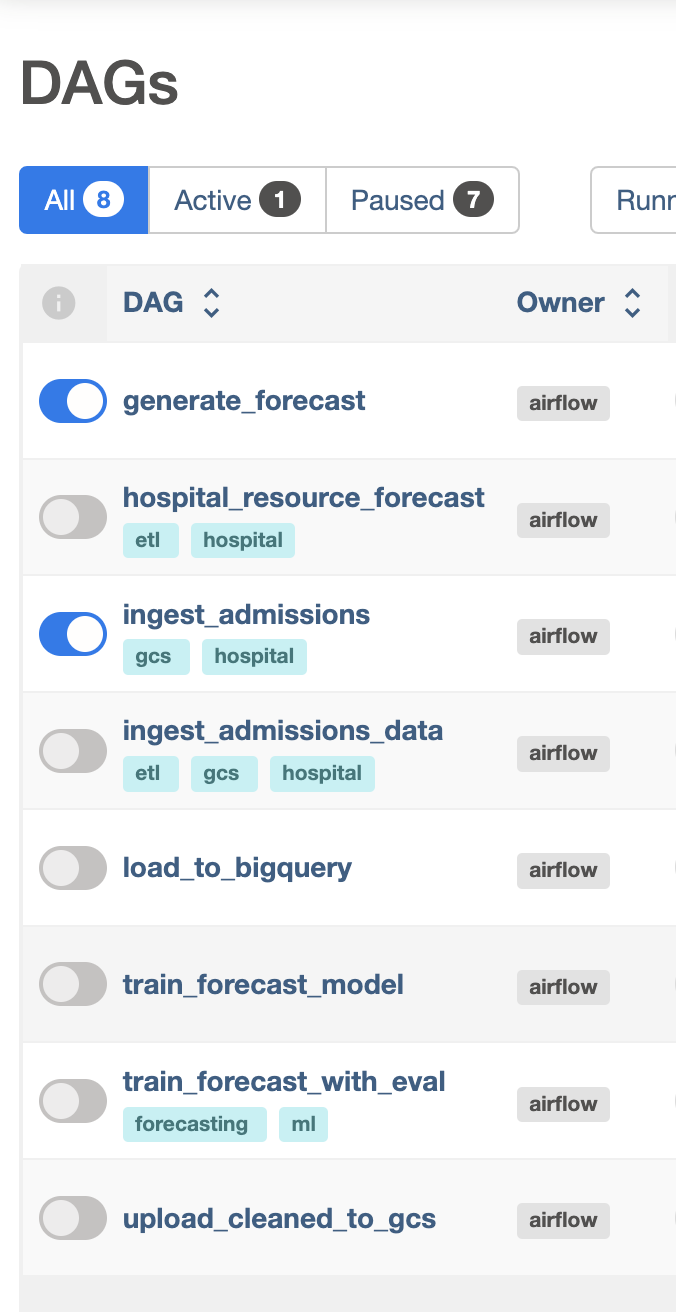 DAGs
All 8 Active 1 Paused 7 Runr
i DAG Owner
generate_forecast airflow
hospital_resource_forecast airflow
etl hospital
ingest_admissions airflow
gcs hospital
ingest_admissions_data airflow
etl gcs hospital
load_to_bigquery airflow
train_forecast_model airflow
train_forecast_with_eval airflow
forecasting ml
upload_cleaned_to_gcs airflow